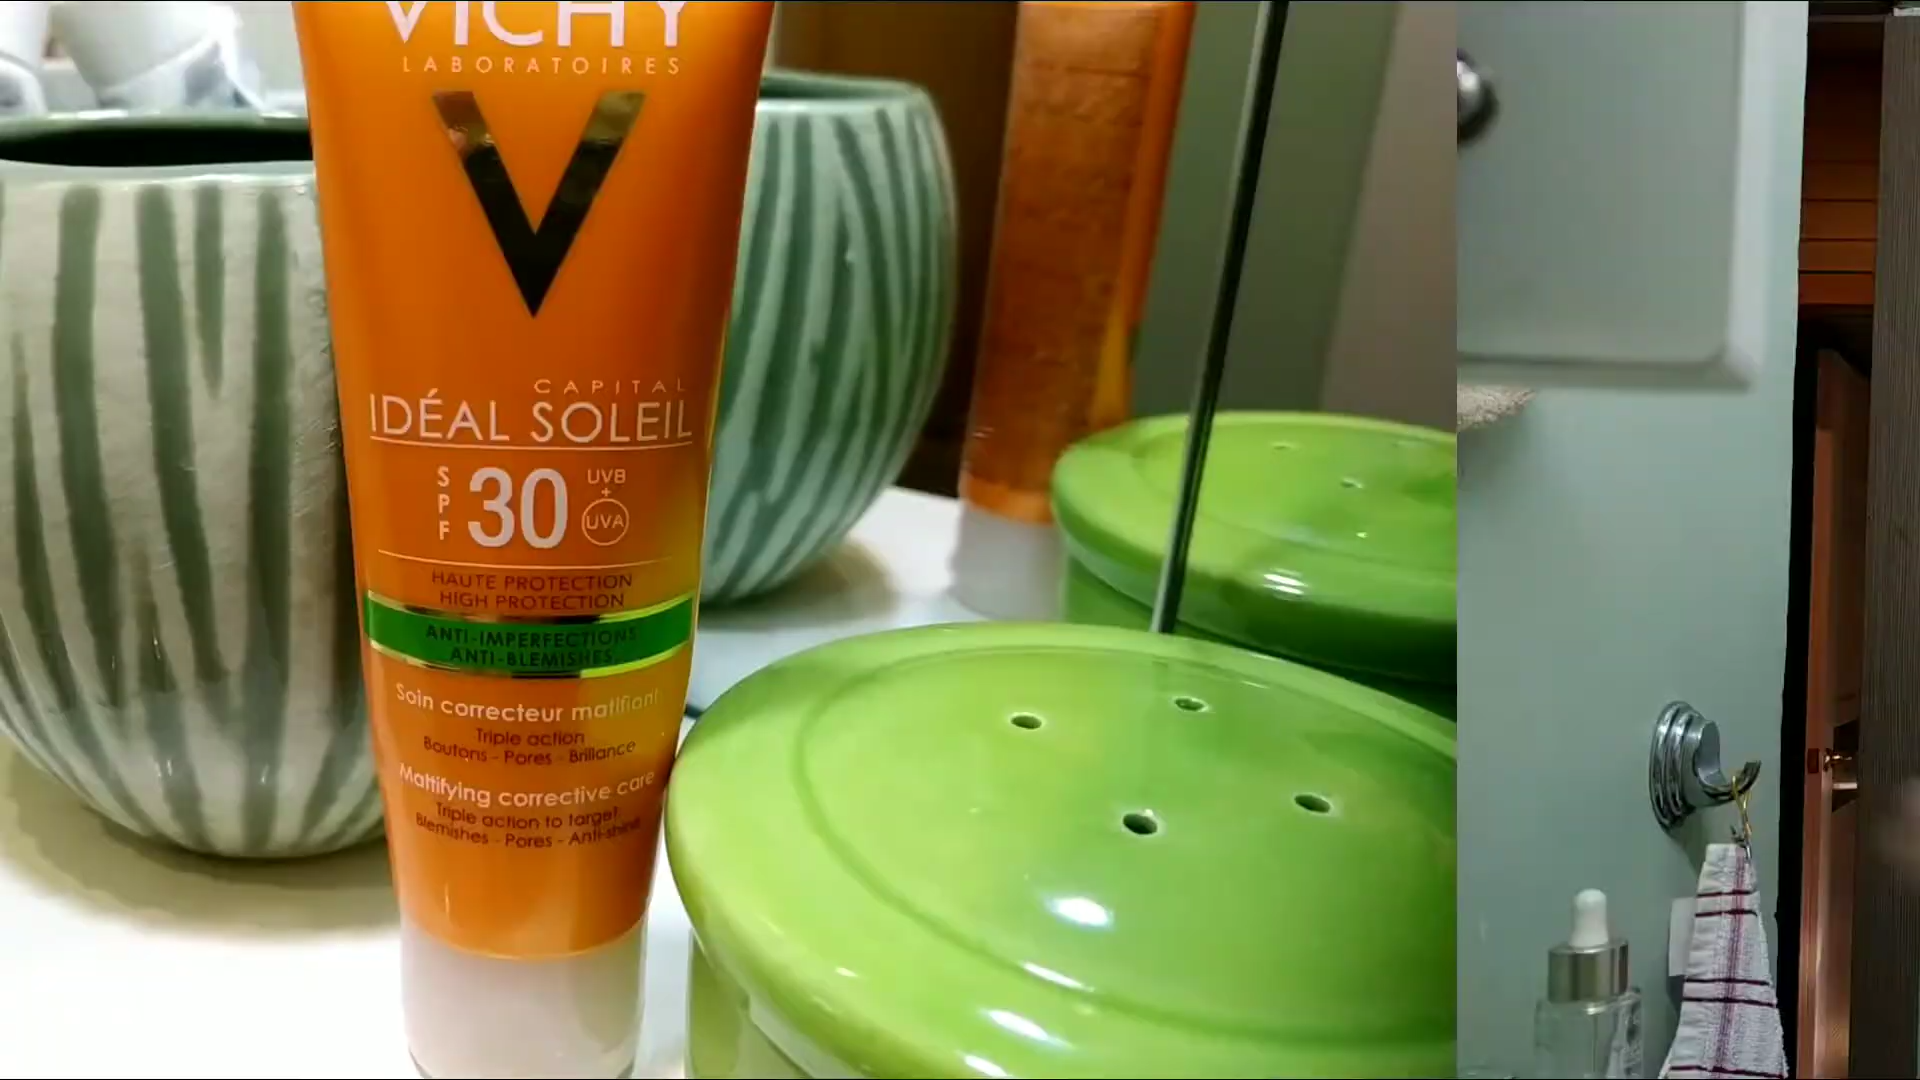 VICHY
LABORATOIRES
CAPITAL
IDÉAL SOLEIL
SPF 30 UVB + UVA
HAUTE PROTECTION
HIGH PROTECTION
ANTI-IMPERFECTIONS
ANTI-BLEMISHES
Soin correcteur matifiant
Triple action
Boutons - Pores - Brillance
Mattifying corrective care
Triple action to target:
Blemishes - Pores - Anti-shine